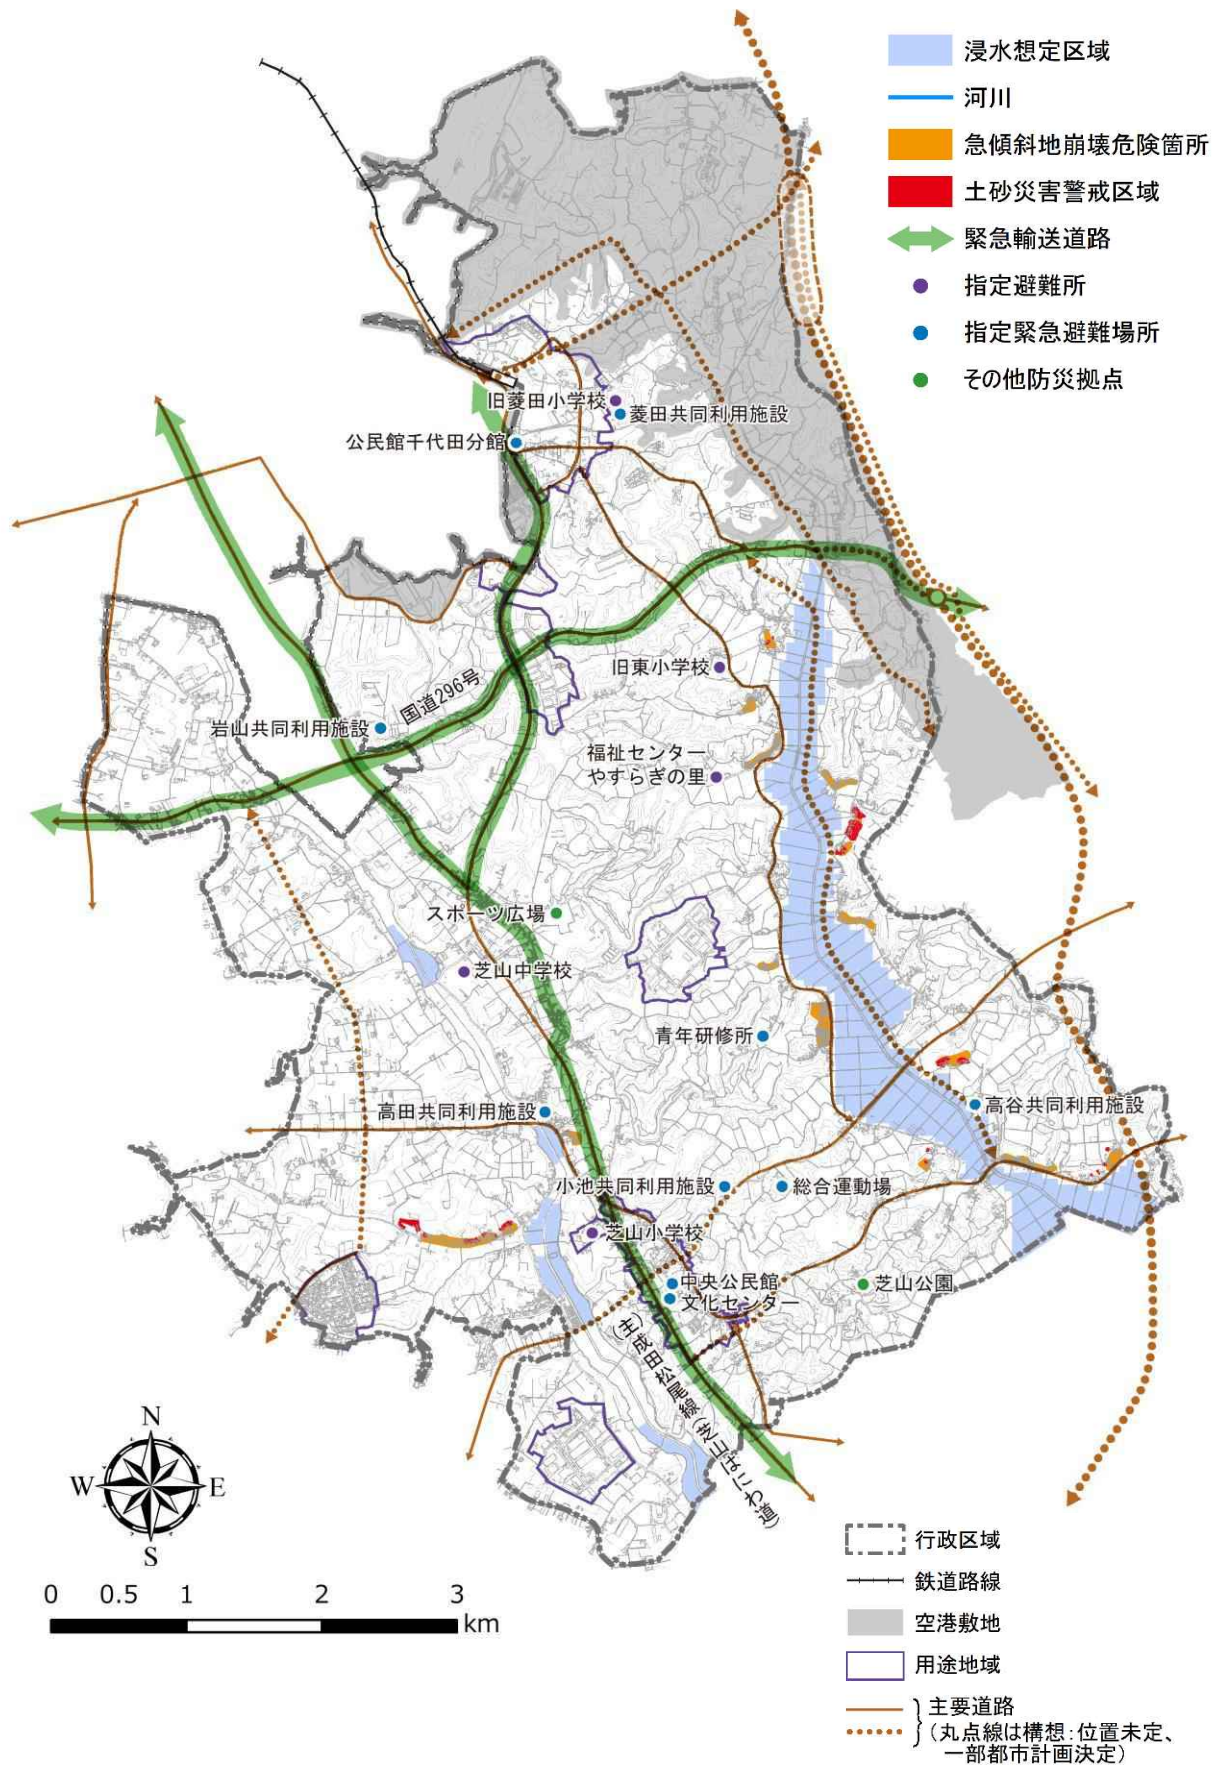 浸水想定区域
河川
急傾斜地崩壊危険箇所
土砂災害警戒区域
緊急輸送道路
指定避難所
指定緊急避難場所
その他防災拠点
旧菱田小学校
菱田共同利用施設
公民館千代田分館
旧東小学校
国道296号
岩山共同利用施設
福祉センター
やすらぎの里
スポーツ広場
芝山中学校
青年研修所
高田共同利用施設
高谷共同利用施設
小池共同利用施設
総合運動場
芝山小学校
中央公民館
文化センター
芝山公園
(主)成田松尾線(芝山はにわ道)
N
W
E
S
0 0.5 1 2 3
km
行政区域
鉄道路線
空港敷地
用途地域
主要道路
(丸点線は構想:位置未定、
一部都市計画決定)